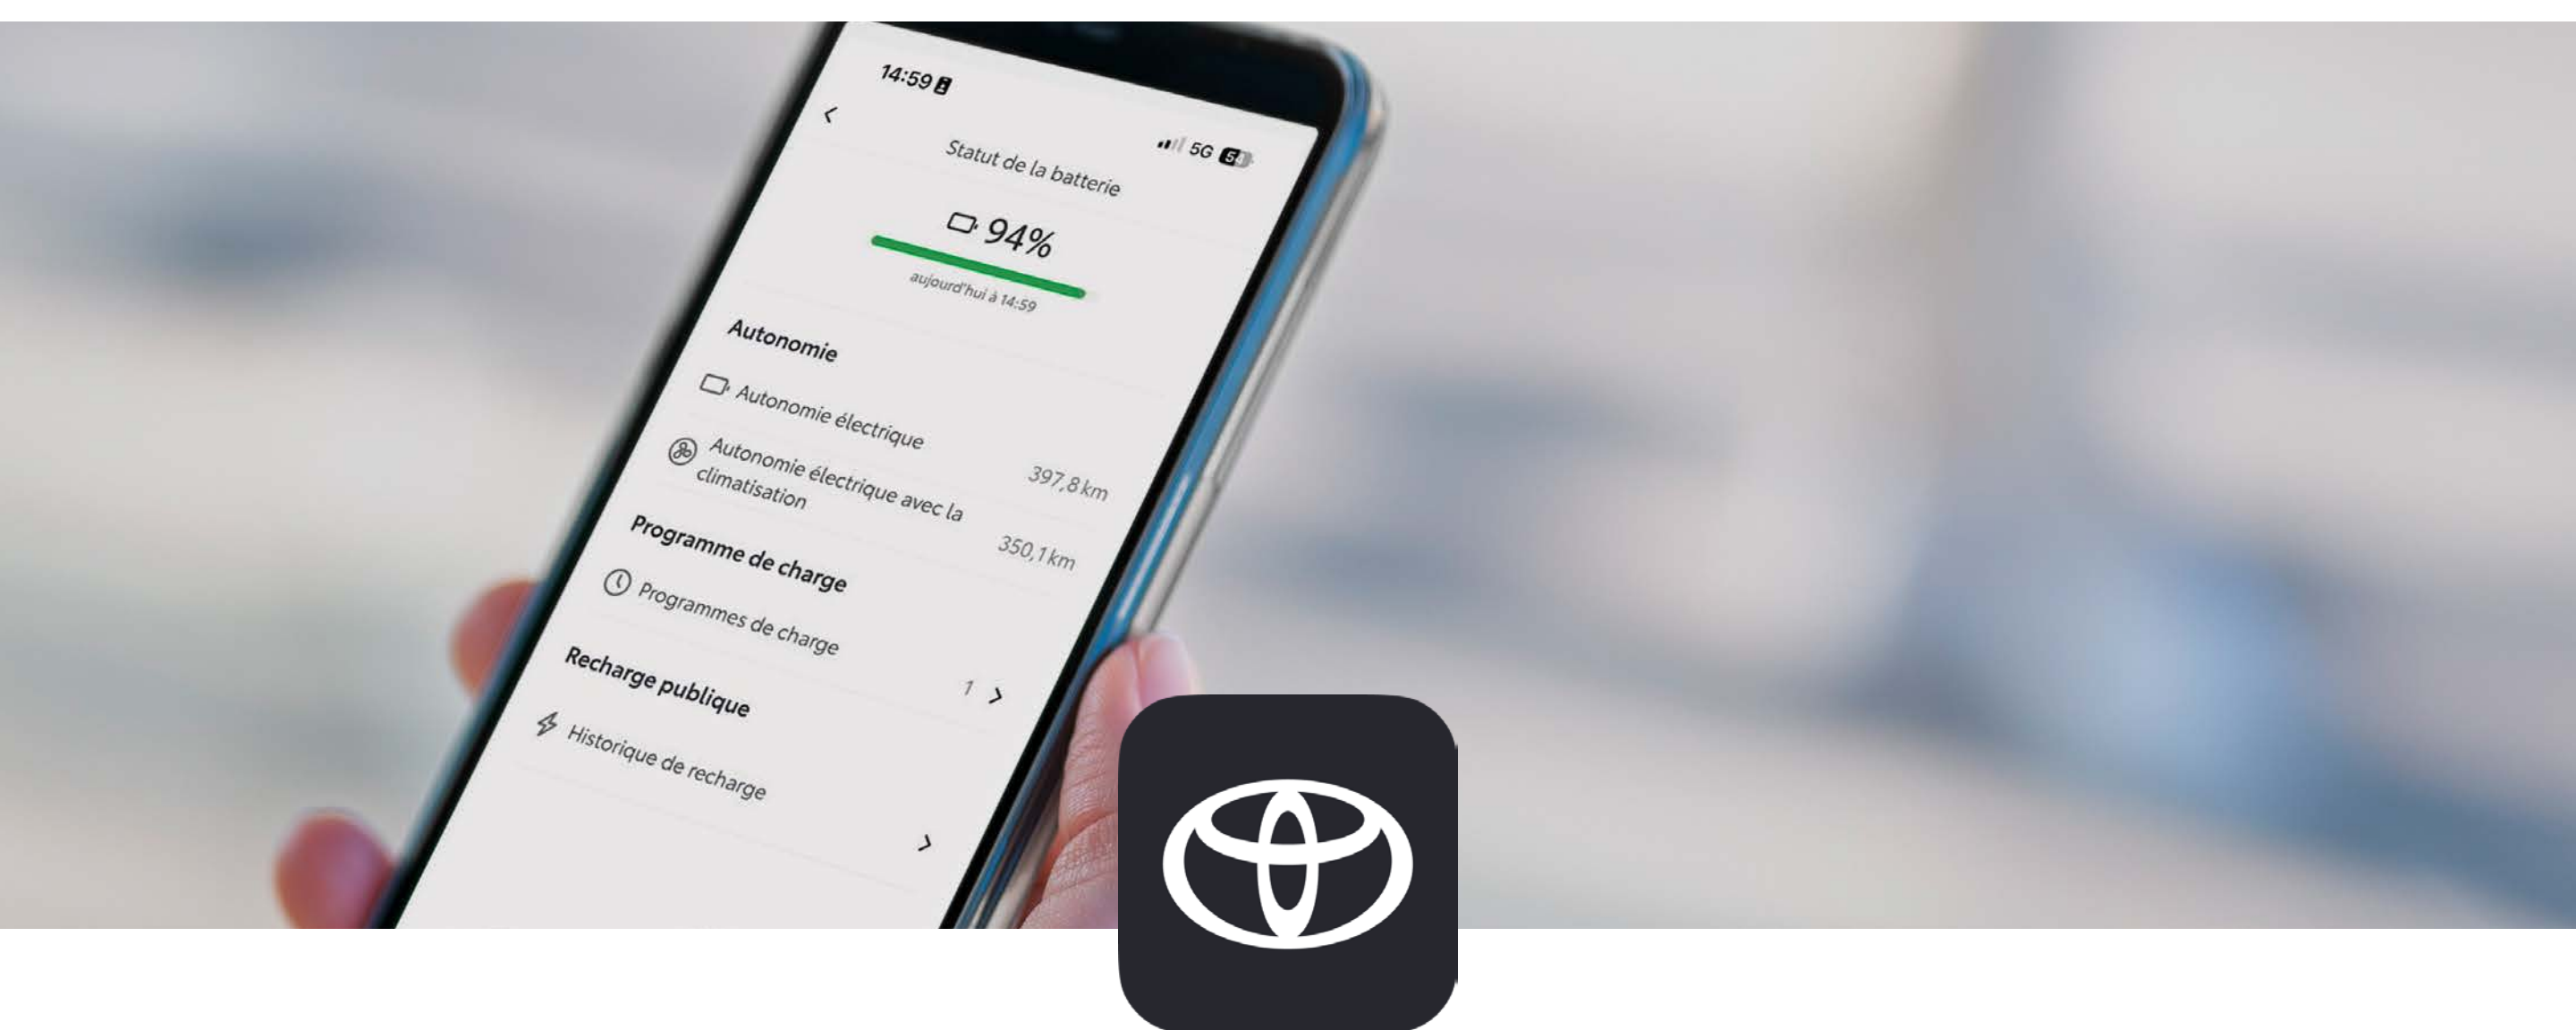 14:59
5G 54
Statut de la batterie
94%
aujourd'hui à 14:59
Autonomie
Autonomie électrique
397,8 km
Autonomie électrique avec la
climatisation
350,1 km
Programme de charge
Programmes de charge
1
Recharge publique
Historique de recharge